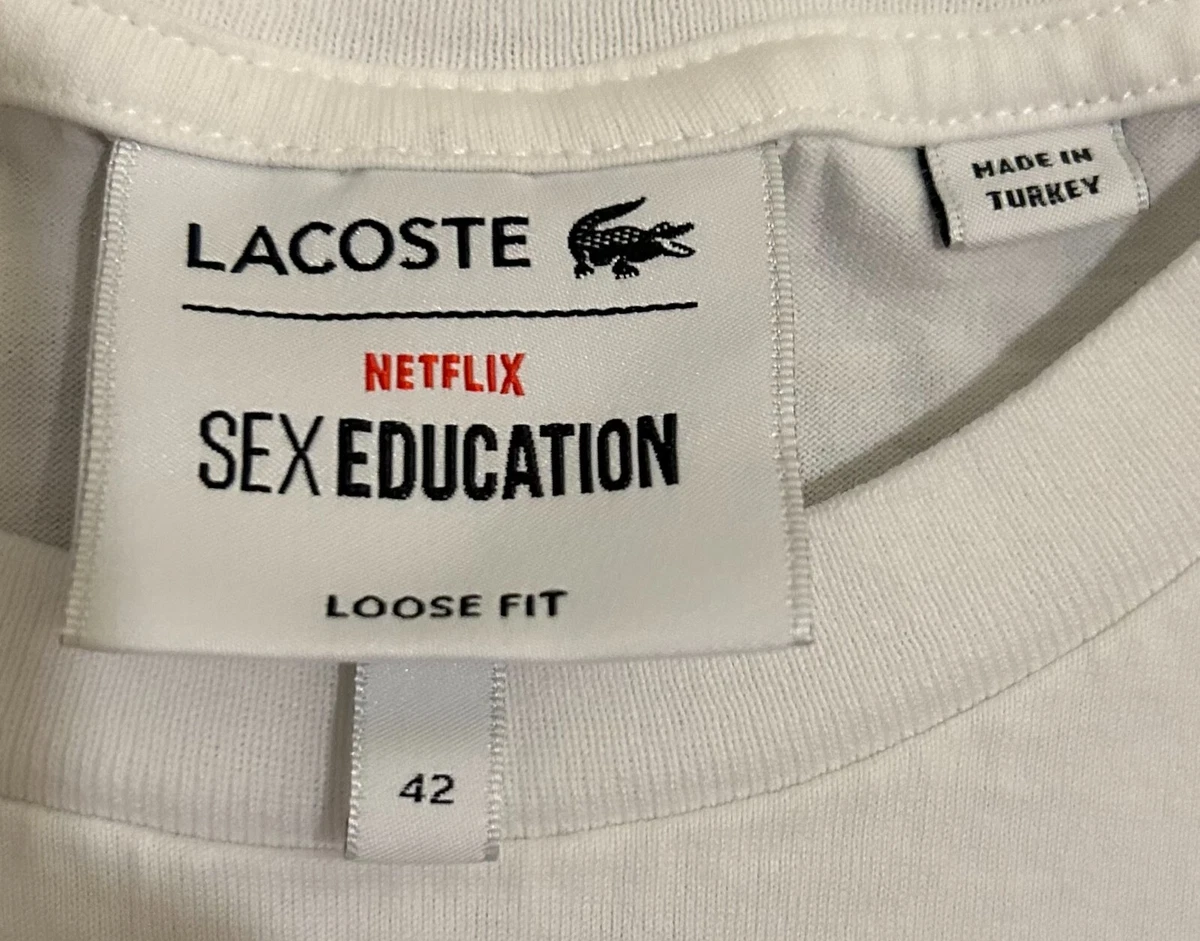 LACOSTE
NETFLIX
SEX EDUCATION
LOOSE FIT
42
MADE IN
TURKEY